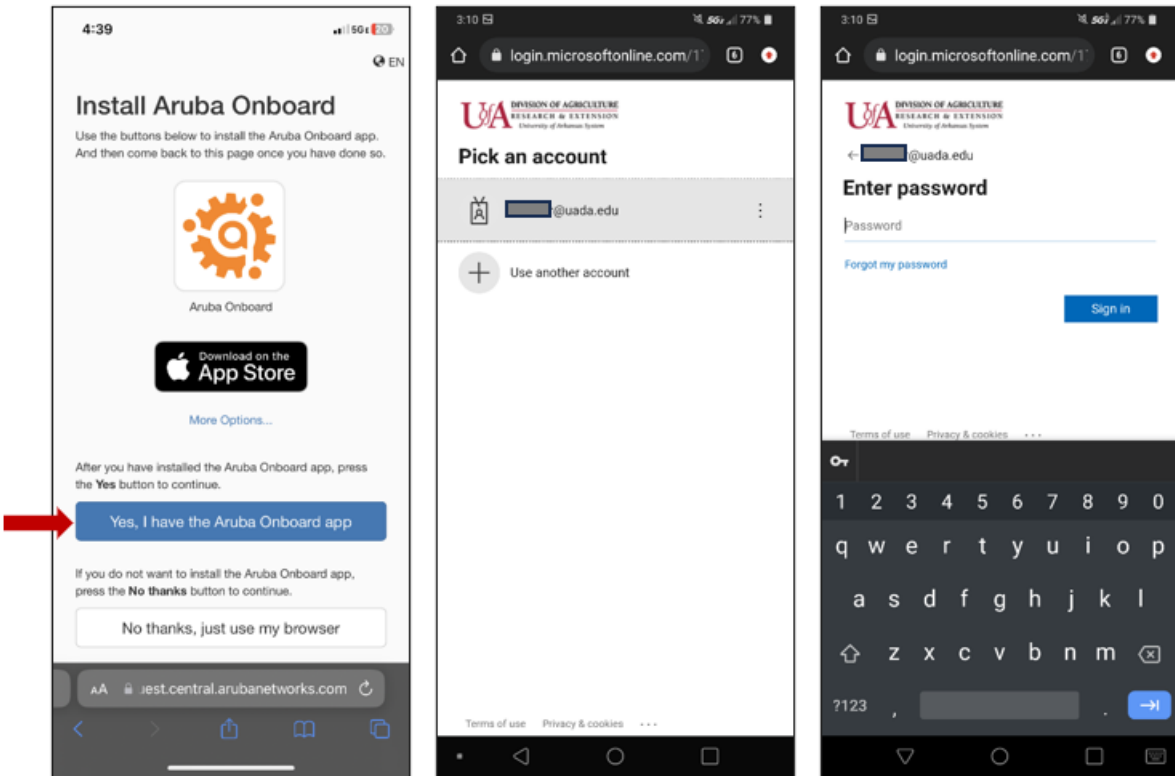 4:39
5GE 20
EN
Install Aruba Onboard
Use the buttons below to install the Aruba Onboard app.
And then come back to this page once you have done so.
Aruba Onboard
Download on the
App Store
More Options...
After you have installed the Aruba Onboard app, press
the Yes button to continue.
Yes, I have the Aruba Onboard app
If you do not want to install the Aruba Onboard app,
press the No thanks button to continue.
No thanks, just use my browser
AA est.central.arubanetworks.com
3:10
77%
login.microsoftonline.com/1
6
UofA DIVISION OF AGRICULTURE
RESEARCH & EXTENSION
University of Arkansas System
Pick an account
@uada.edu
Use another account
Terms of use Privacy & cookies ...
3:10
77%
login.microsoftonline.com/1
6
UofA DIVISION OF AGRICULTURE
RESEARCH & EXTENSION
University of Arkansas System
@uada.edu
Enter password
Password
Forgot my password
Sign in
Terms of use Privacy & cookies ...
1 2 3 4 5 6 7 8 9 0
q w e r t y u i o p
a s d f g h j k l
z x c v b n m
?123 , .